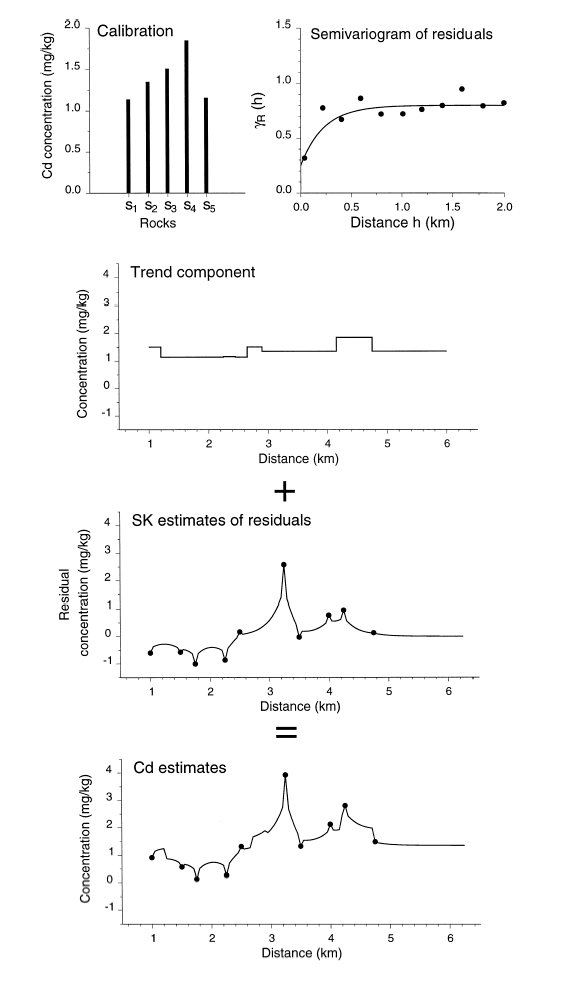 Calibration
Cd concentration (mg/kg)
2.0
1.5
1.0
0.5
0.0
s1 s2 s3 s4 s5
Rocks
Semivariogram of residuals
γR (h)
1.5
1.0
0.5
0.0
0.0 0.5 1.0 1.5 2.0
Distance h (km)
Trend component
Concentration (mg/kg)
4
3
2
1
0
-1
1 2 3 4 5 6
Distance (km)
+
SK estimates of residuals
Residual
concentration (mg/kg)
4
3
2
1
0
-1
1 2 3 4 5 6
Distance (km)
=
Cd estimates
Concentration (mg/kg)
4
3
2
1
0
-1
1 2 3 4 5 6
Distance (km)